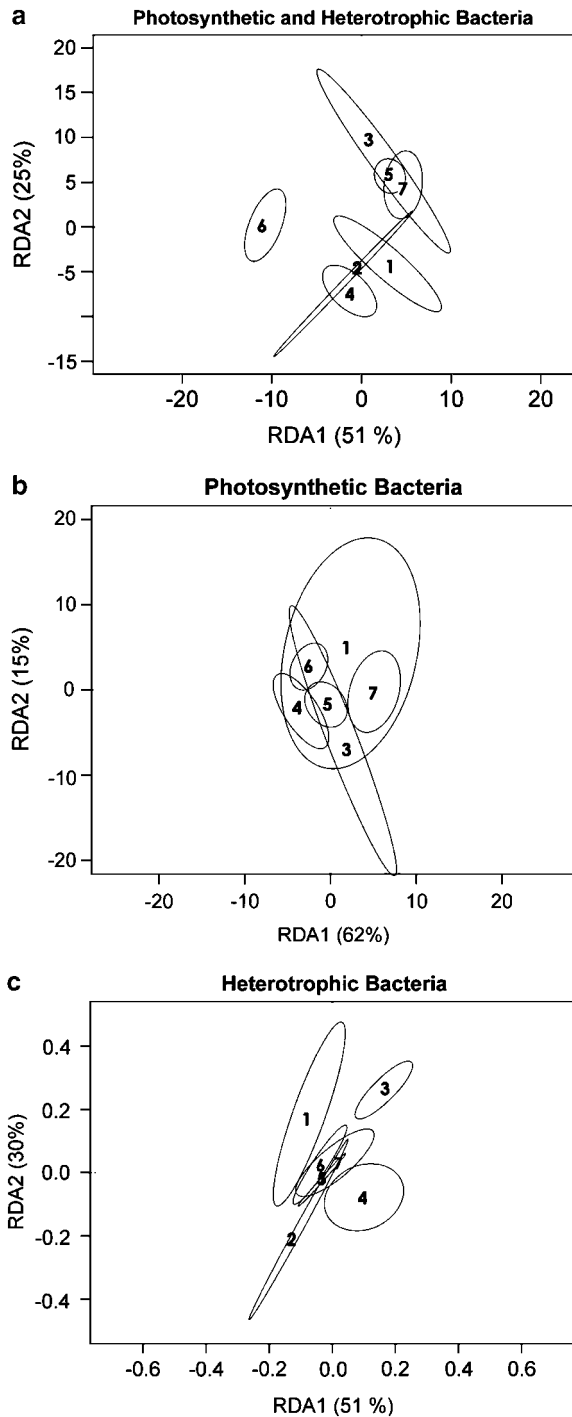 a
Photosynthetic and Heterotrophic Bacteria
20
15
10
5
0
-5
-15
RDA2 (25%)
3
5
7
6
1
2
4
-20 -10 0 10 20
RDA1 (51 %)
b
Photosynthetic Bacteria
20
10
0
-10
-20
RDA2 (15%)
1
6
7
5
4
3
-20 -10 0 10 20
RDA1 (62%)
c
Heterotrophic Bacteria
0.4
0.2
0.0
-0.2
-0.4
RDA2 (30%)
3
1
6
7
5
4
2
-0.6 -0.4 -0.2 0.0 0.2 0.4 0.6
RDA1 (51 %)